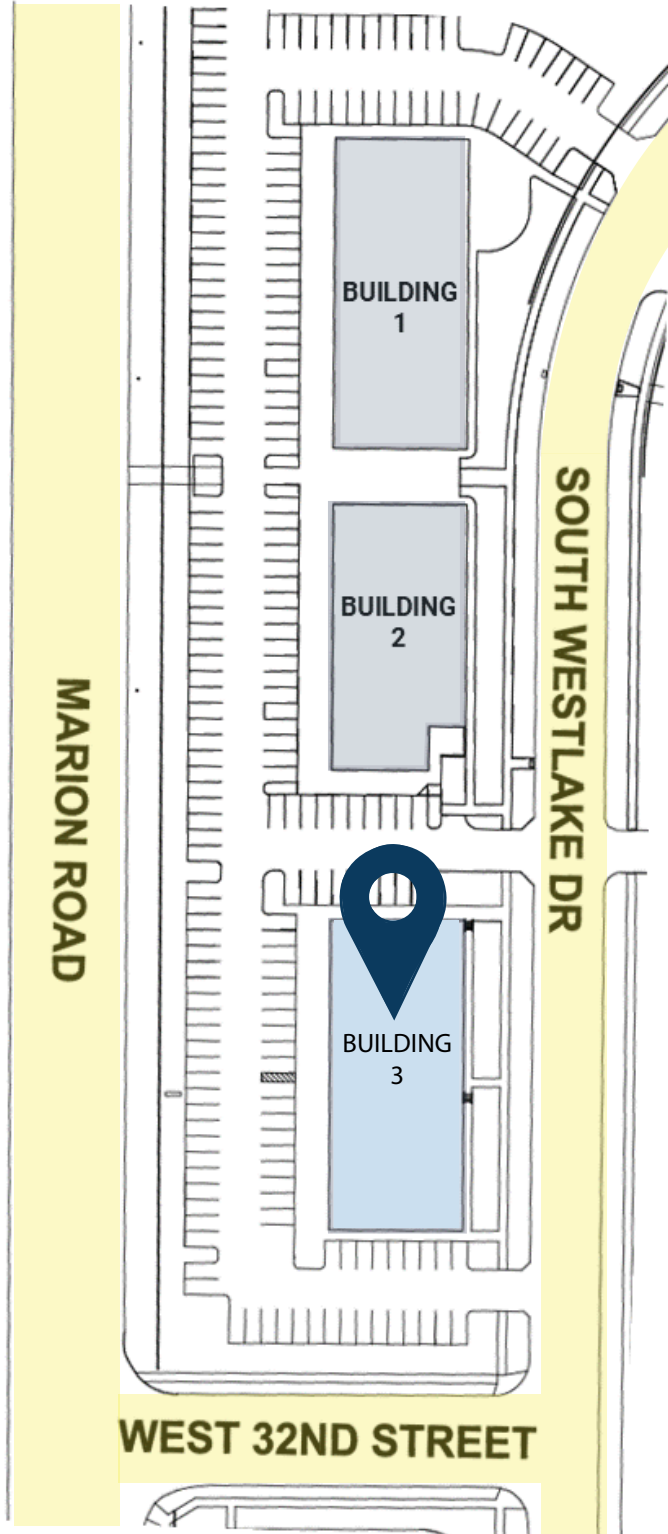 BUILDING
1
SOUTH WESTLAKE DR
BUILDING
2
MARION ROAD
BUILDING
3
WEST 32ND STREET